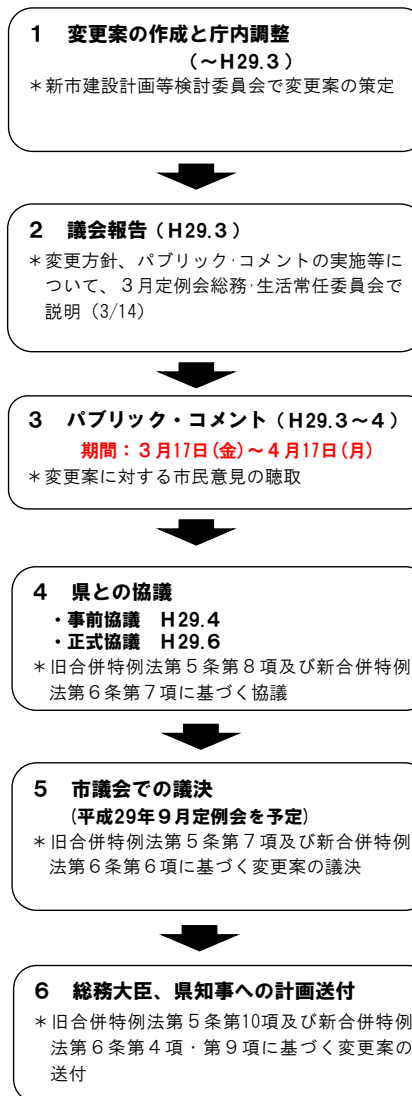 1 変更案の作成と庁内調整
(～H29.3)
＊新市建設計画等検討委員会で変更案の策定
2 議会報告(H29.3)
＊変更方針、パブリック･コメントの実施等に
ついて、３月定例会総務･生活常任委員会で
説明（3/14）
3 パブリック・コメント(H29.3～4)
期間：３月17日(金)～４月17日(月)
＊変更案に対する市民意見の聴取
4 県との協議
・事前協議 H29.4
・正式協議 H29.6
＊旧合併特例法第５条第８項及び新合併特例
法第６条第７項に基づく協議
5 市議会での議決
(平成29年９月定例会を予定)
＊旧合併特例法第５条第７項及び新合併特例
法第６条第６項に基づく変更案の議決
6 総務大臣、県知事への計画送付
＊旧合併特例法第５条第10項及び新合併特例
法第６条第４項・第９項に基づく変更案の
送付